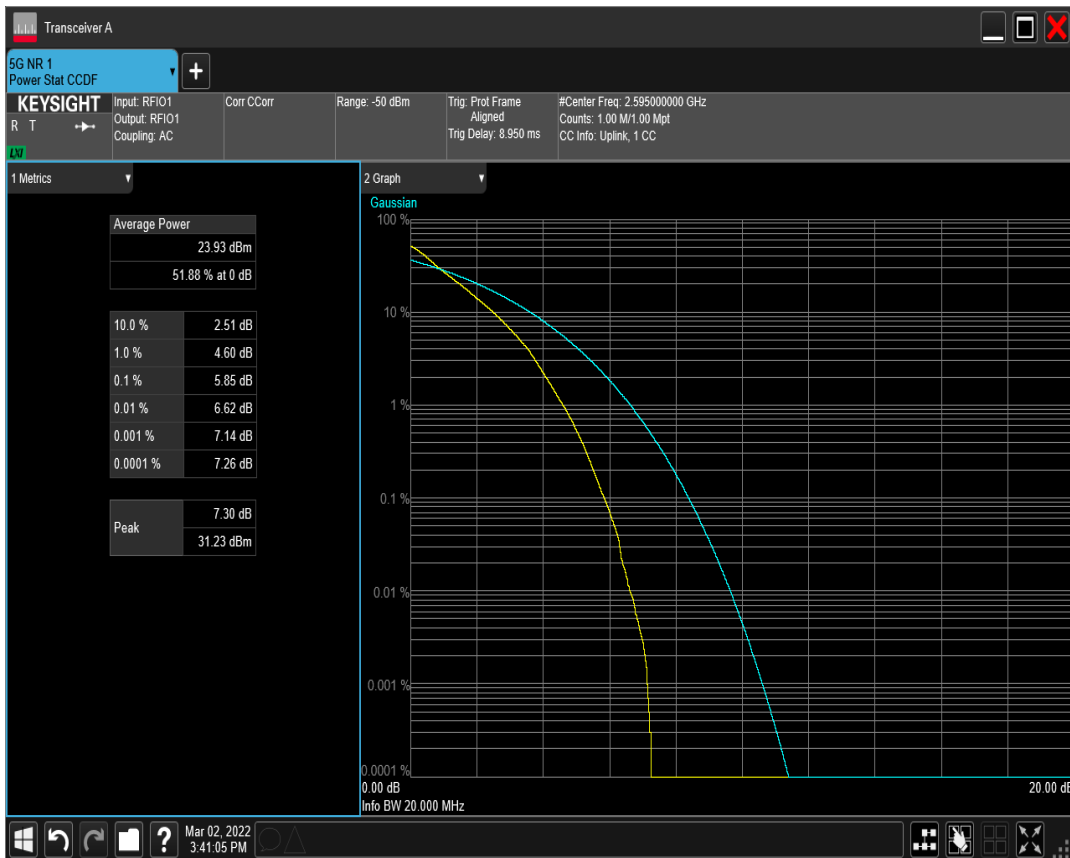 Transceiver A
5G NR 1
Power Stat CCDF
KEYSIGHT
R T
LXI
Input: RFIO1
Output: RFIO1
Coupling: AC
Corr CCorr
Range: -50 dBm
Trig: Prot Frame
Aligned
Trig Delay: 8.950 ms
#Center Freq: 2.595000000 GHz
Counts: 1.00 M/1.00 Mpt
CC Info: Uplink, 1 CC
1 Metrics
Average Power
23.93 dBm
51.88 % at 0 dB
10.0 % 2.51 dB
1.0 % 4.60 dB
0.1 % 5.85 dB
0.01 % 6.62 dB
0.001 % 7.14 dB
0.0001 % 7.26 dB
Peak
7.30 dB
31.23 dBm
2 Graph
Gaussian
100 %
10 %
1 %
0.1 %
0.01 %
0.001 %
0.0001 %
0.00 dB
20.00 dB
Info BW 20.000 MHz
Mar 02, 2022
3:41:05 PM